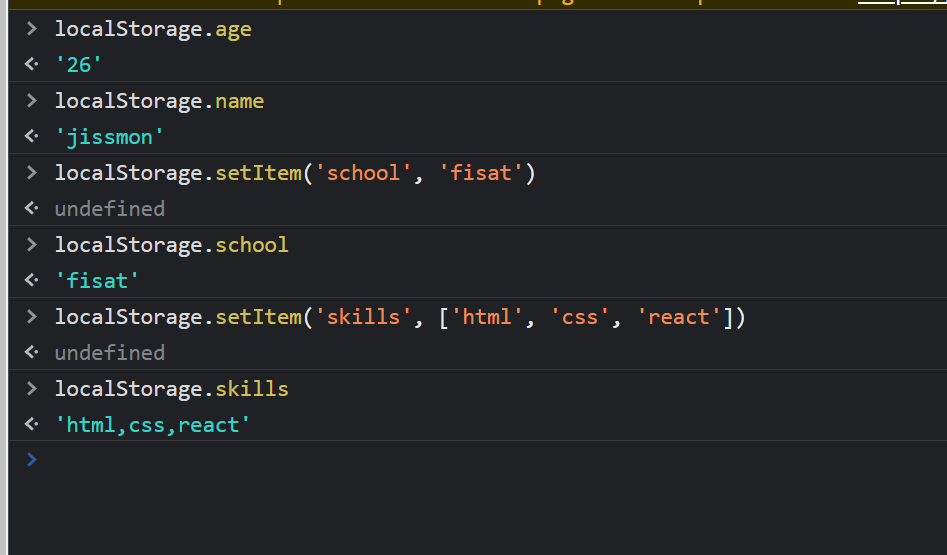 > localStorage.age
<· '26'
> localStorage.name
<· 'jissmon'
> localStorage.setItem('school', 'fisat')
<· undefined
> localStorage.school
<· 'fisat'
> localStorage.setItem('skills', ['html', 'css', 'react'])
<· undefined
> localStorage.skills
<· 'html,css,react'
>